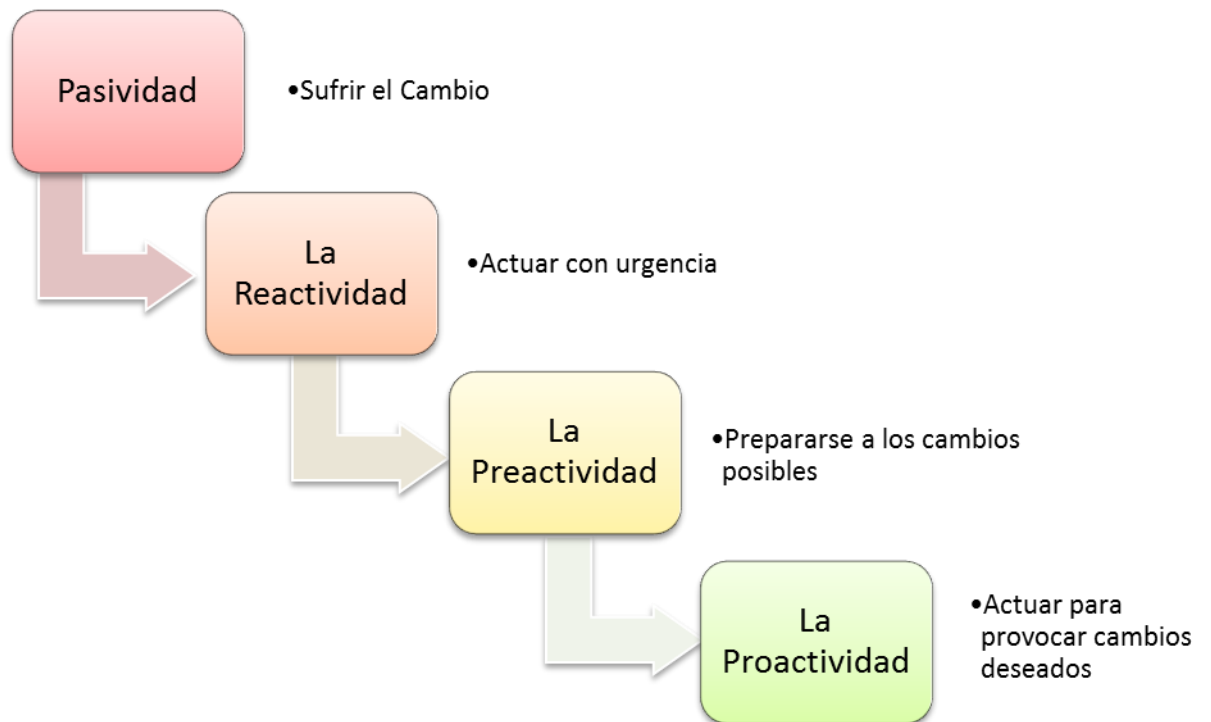 Pasividad
•Sufrir el Cambio
La
Reactividad
•Actuar con urgencia
La
Preactividad
•Prepararse a los cambios
posibles
La
Proactividad
•Actuar para
provocar cambios
deseados